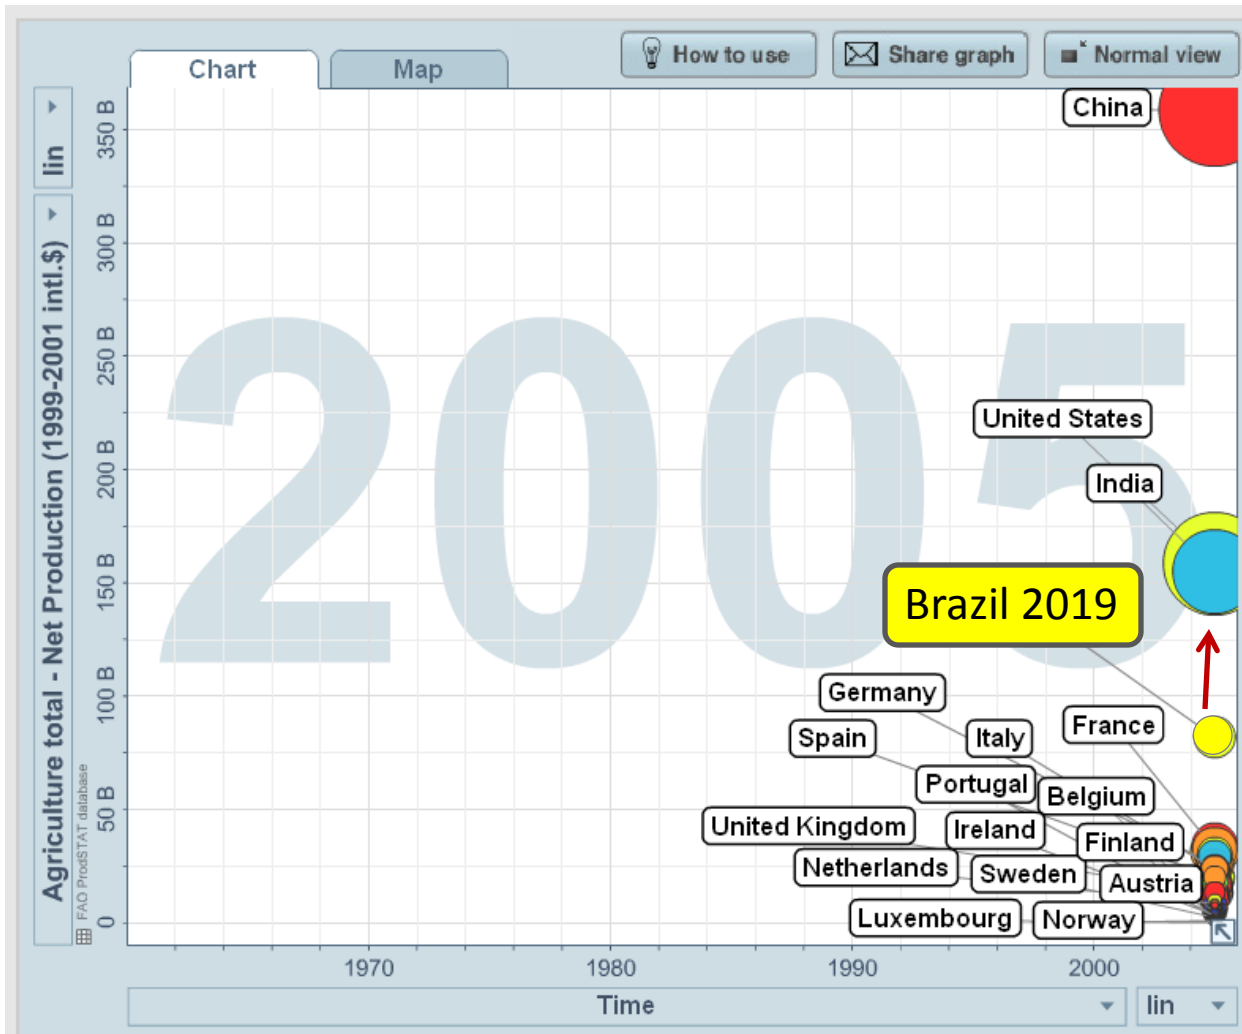 Chart
Map
How to use
Share graph
Normal view
lin
Agriculture total - Net Production (1999-2001 intl.$)
FAO ProdSTAT database
350 B
300 B
250 B
200 B
150 B
100 B
50 B
0
2005
China
United States
India
Brazil 2019
Germany
France
Spain
Italy
Portugal
Belgium
United Kingdom
Ireland
Finland
Netherlands
Sweden
Austria
Luxembourg
Norway
1970
1980
1990
2000
Time
lin